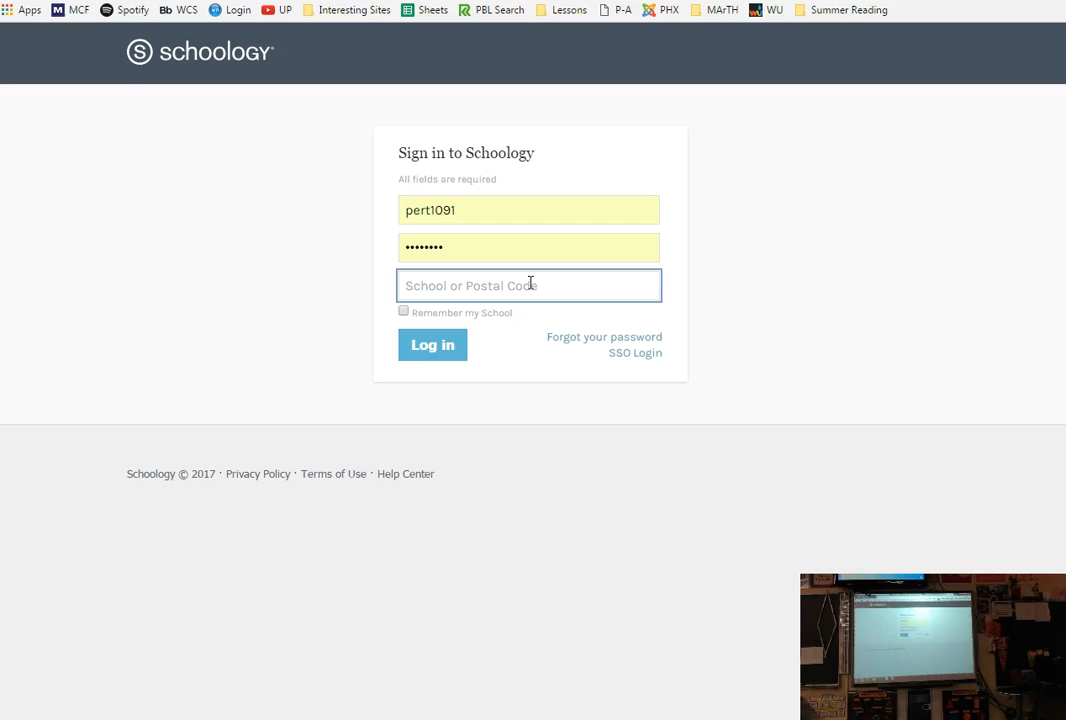 Apps MCF Spotify Bb WCS Login UP Interesting Sites Sheets PBL Search Lessons P-A PHX MArTH WU Summer Reading
S schoology®
Sign in to Schoology
All fields are required
pert1091
••••••••
School or Postal Code
Remember my School
Log in
Forgot your password
SSO Login
Schoology © 2017 · Privacy Policy · Terms of Use · Help Center